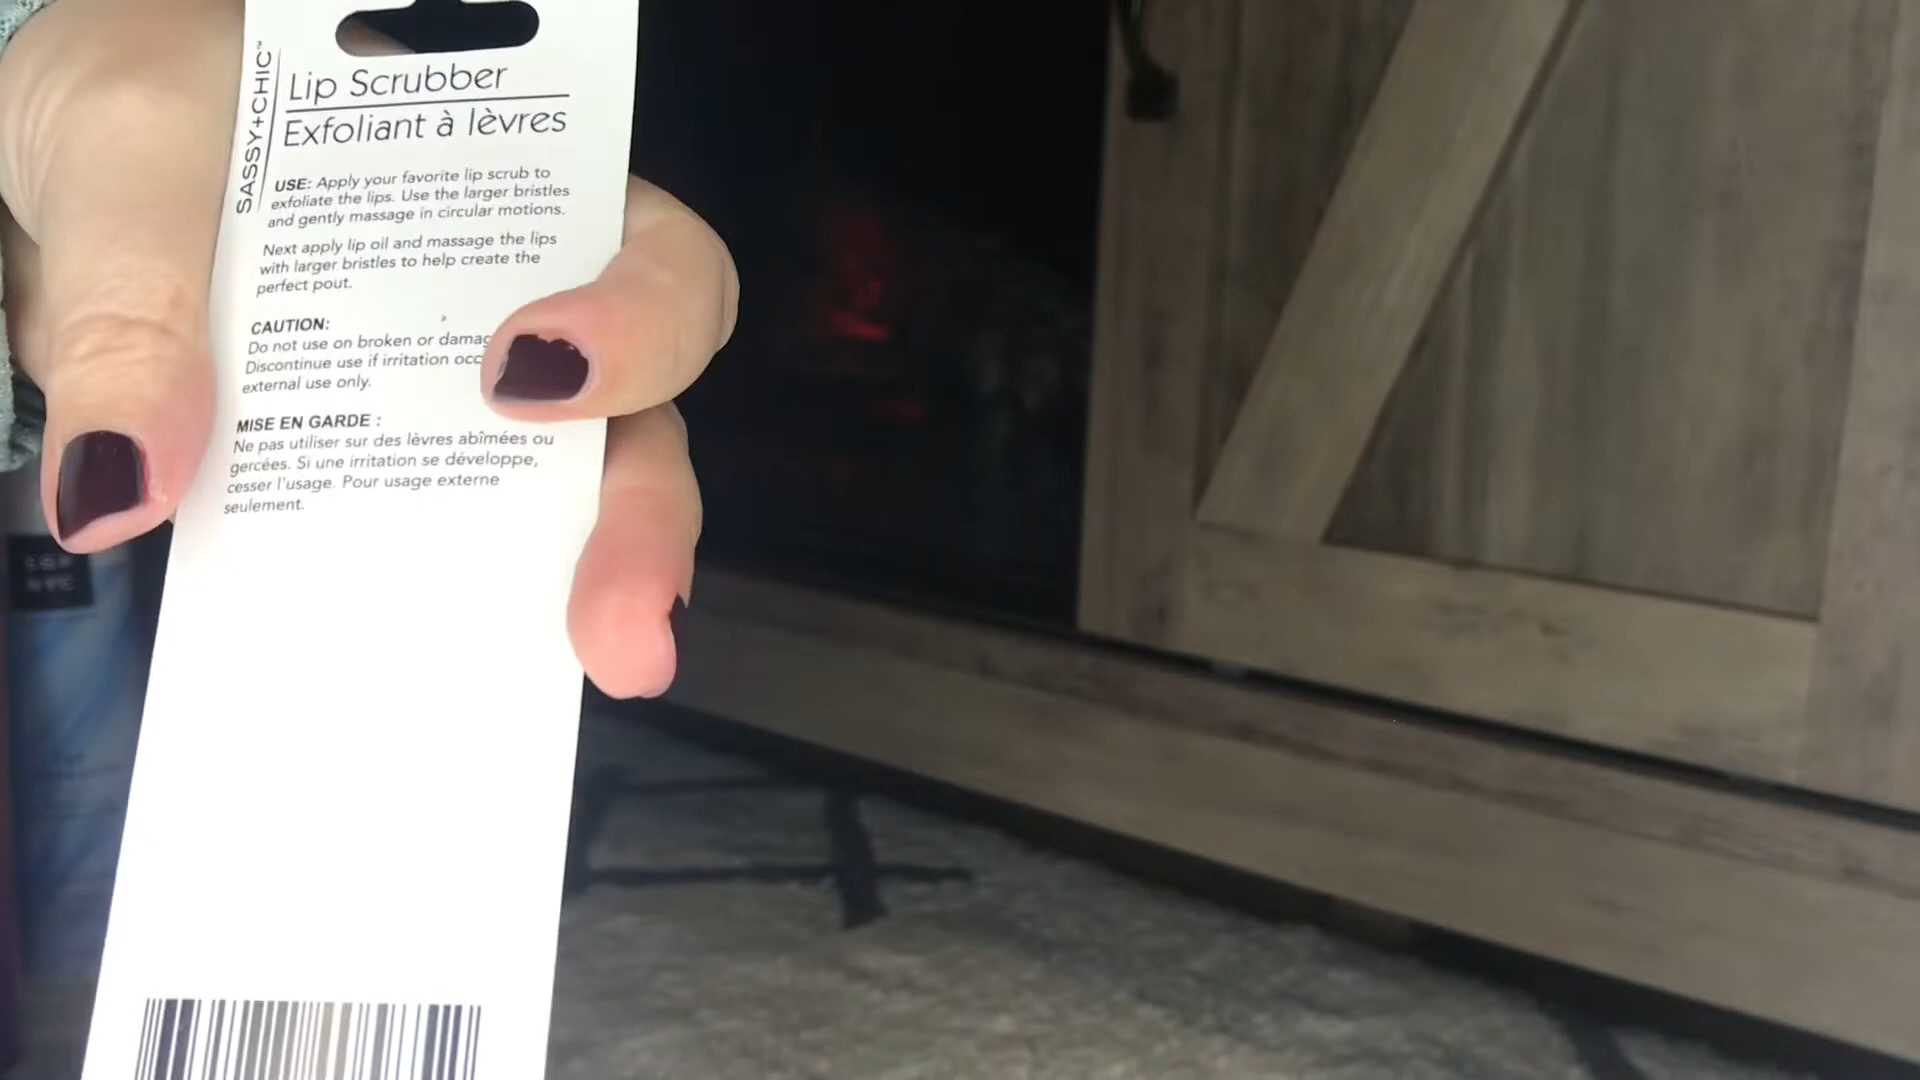 SASSY+CHIC™
Lip Scrubber
Exfoliant à lèvres
USE: Apply your favorite lip scrub to
exfoliate the lips. Use the larger bristles
and gently massage in circular motions.
Next apply lip oil and massage the lips
with larger bristles to help create the
perfect pout.
CAUTION:
Do not use on broken or
Discontinue use if irritation
external use only.
MISE EN GARDE :
Ne pas utiliser sur des lèvres abîmées ou
gercées. Si une irritation se développe,
cesser l'usage. Pour usage externe
seulement.